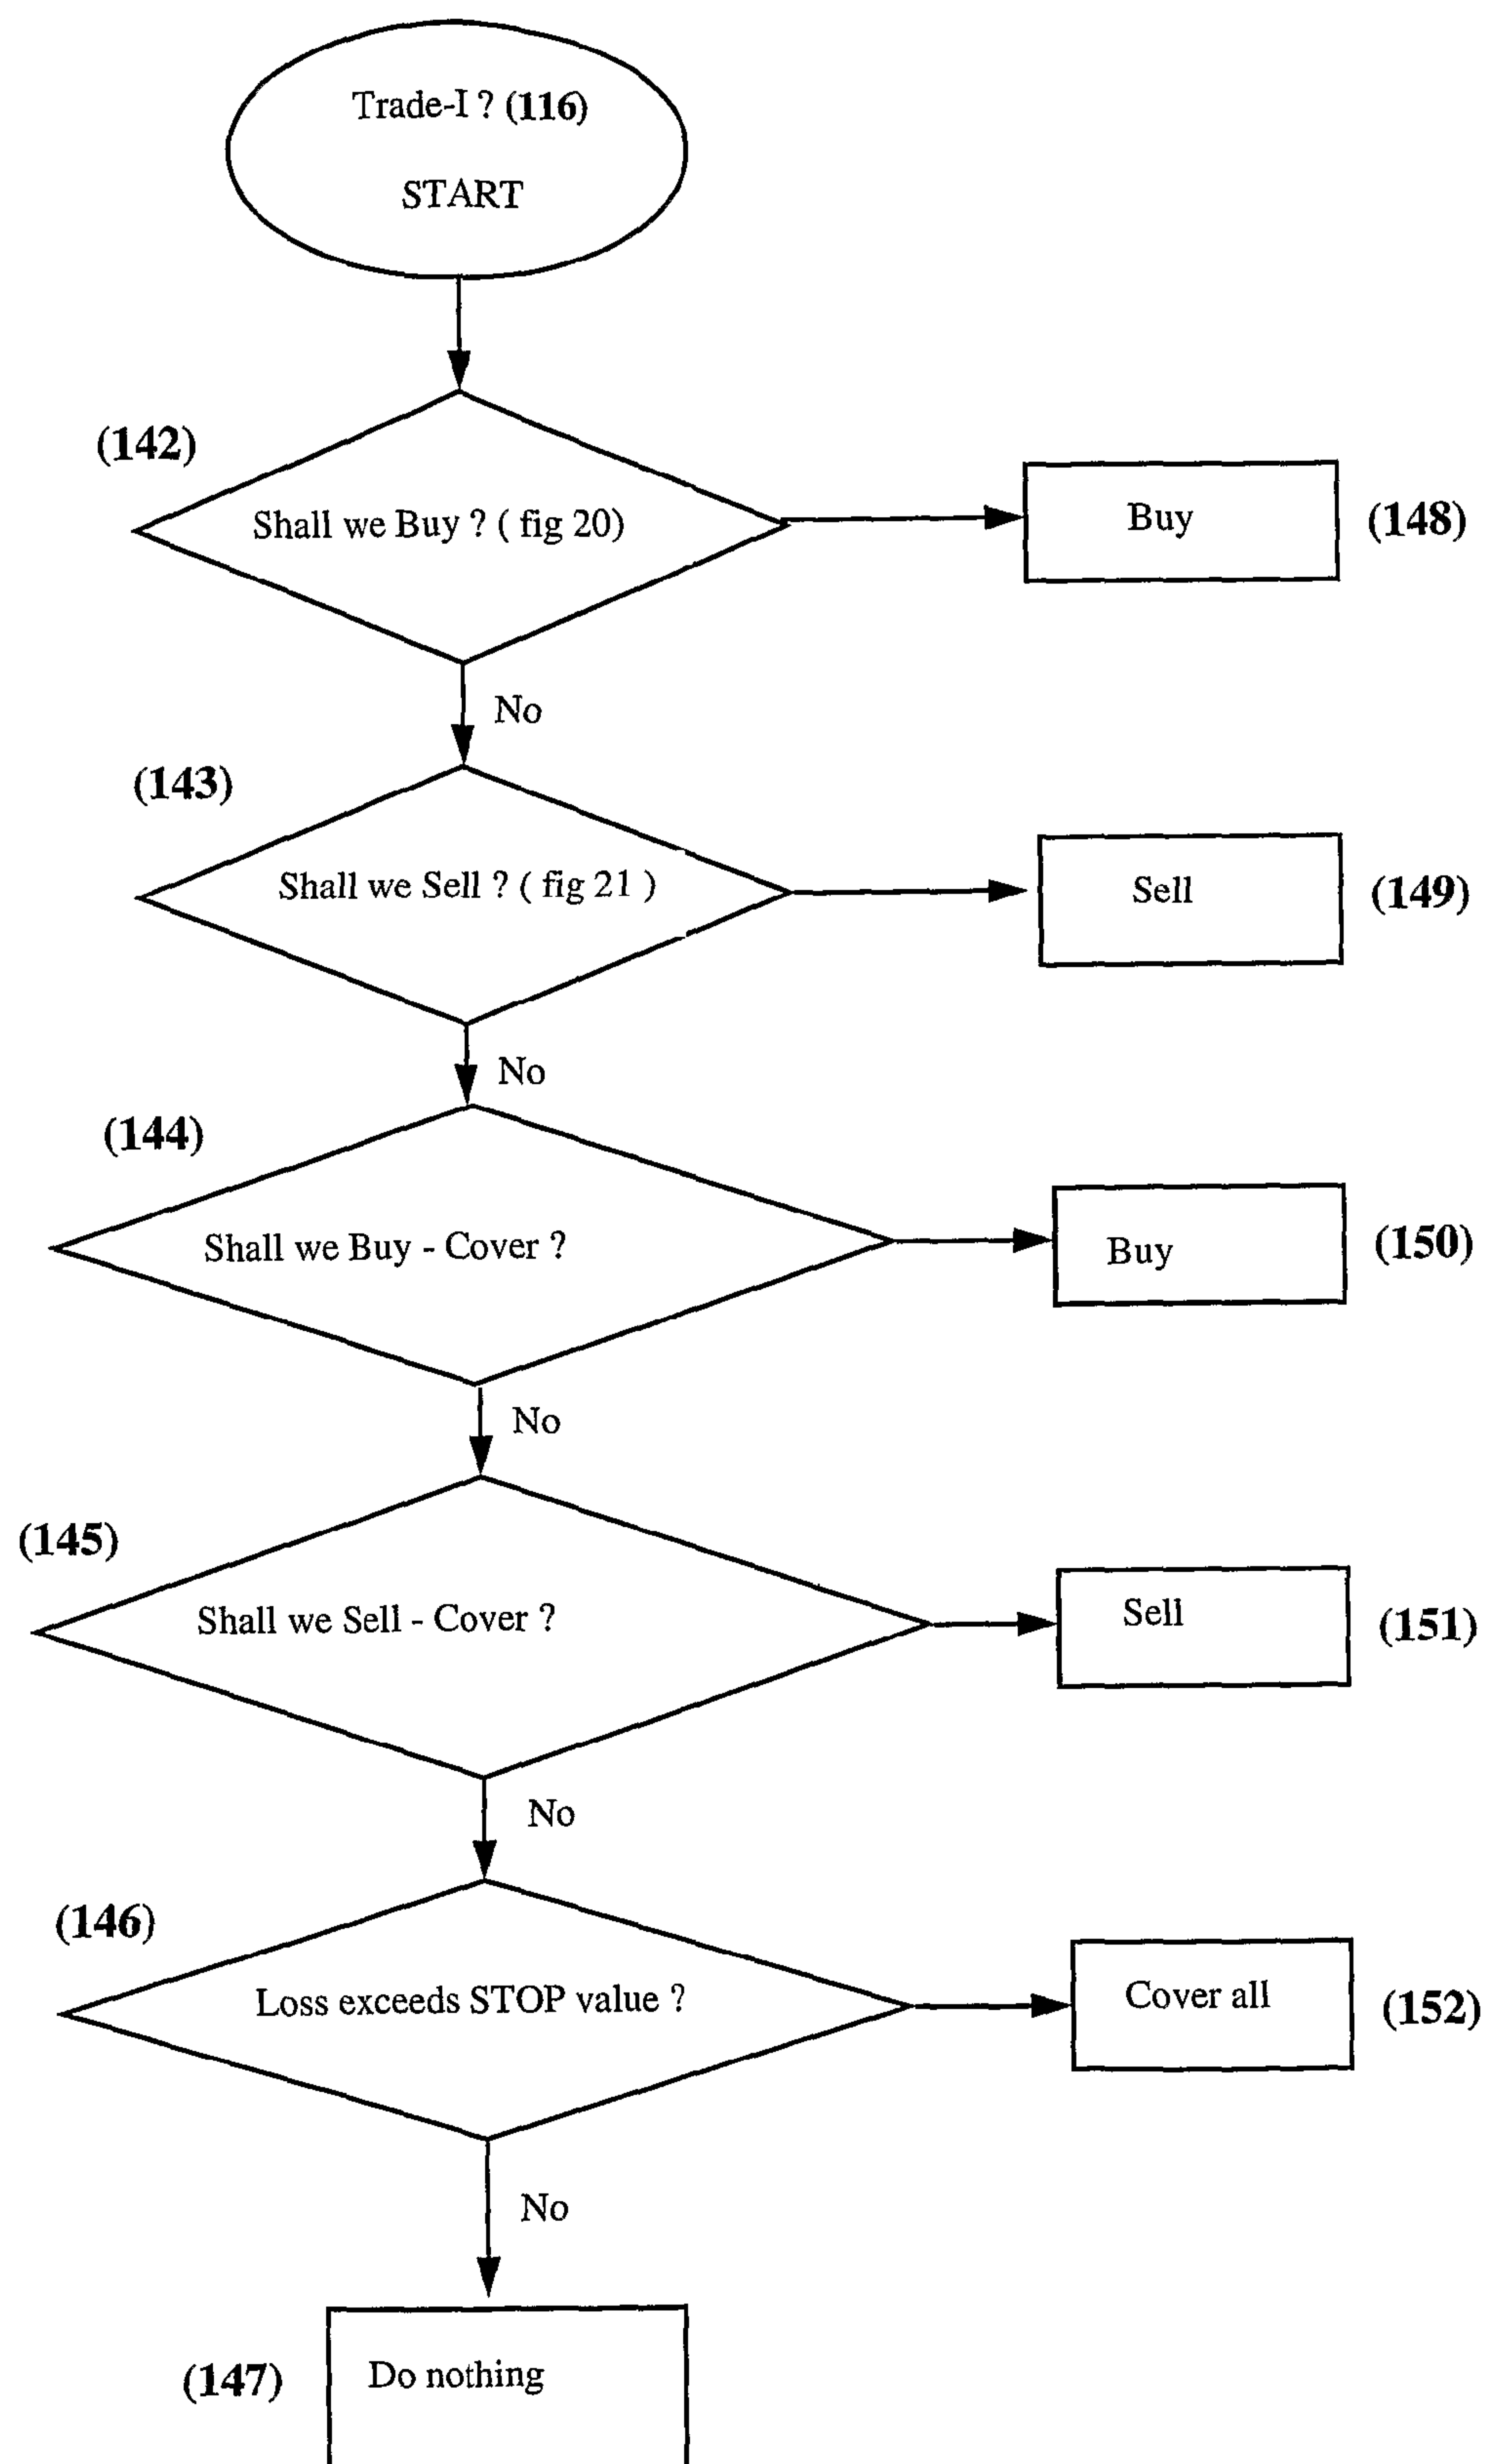 Trade-I ? (116)
START
(142)
Shall we Buy ? ( fig 20)
Buy
(148)
No
(143)
Shall we Sell ? ( fig 21 )
Sell
(149)
No
(144)
Shall we Buy - Cover ?
Buy
(150)
No
(145)
Shall we Sell - Cover ?
Sell
(151)
No
(146)
Loss exceeds STOP value ?
Cover all
(152)
No
(147)
Do nothing